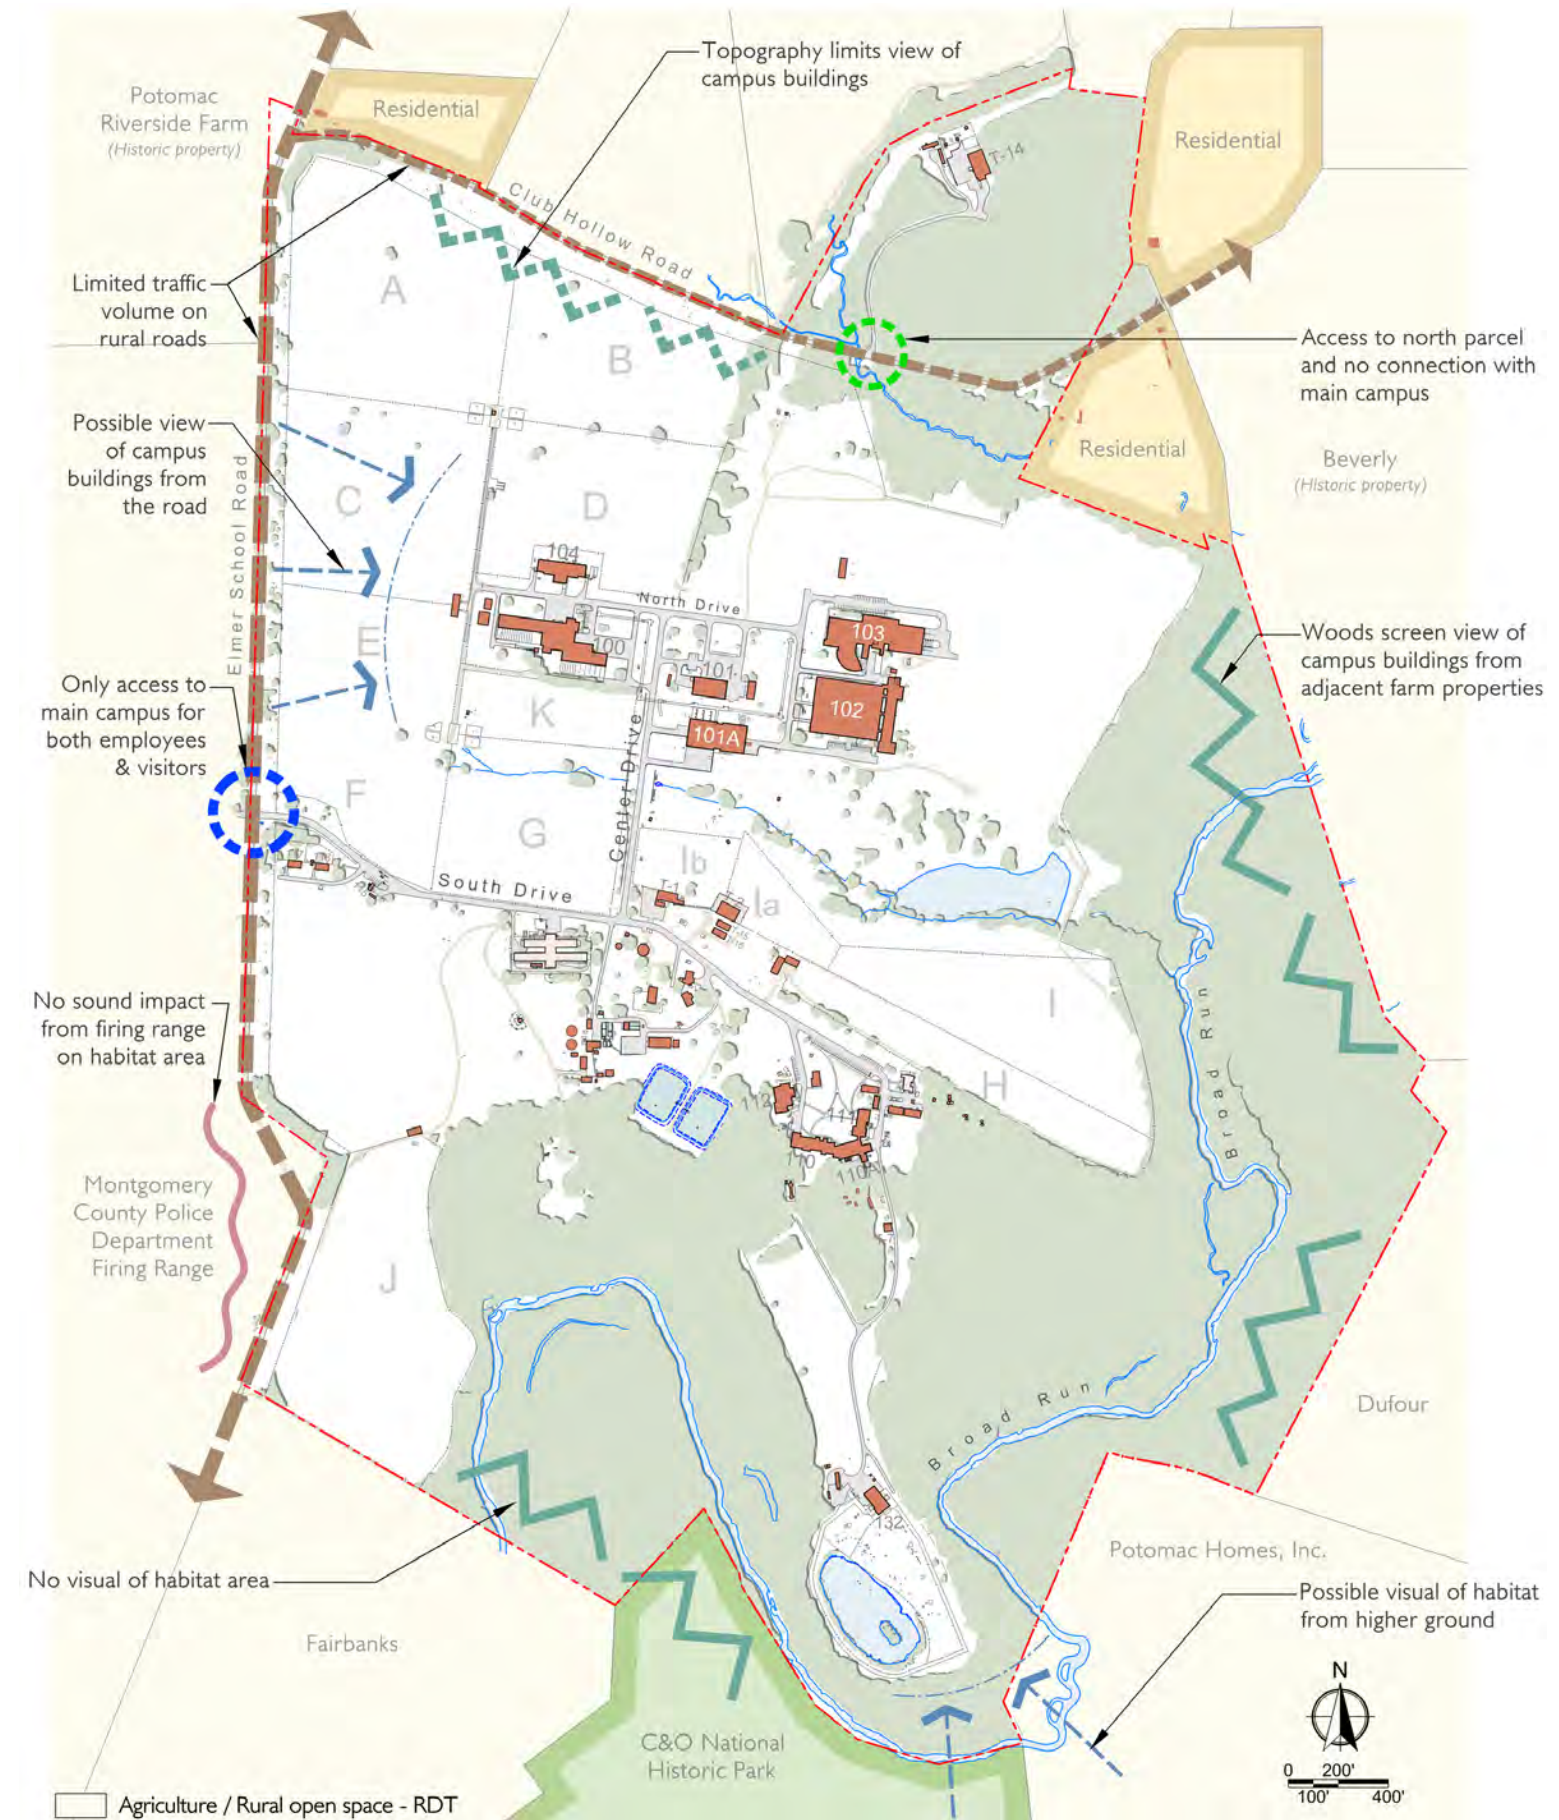 Topography limits view of
campus buildings
Potomac
Riverside Farm
(Historic property)
Residential
Residential
T-14
Club Hollow Road
A
Limited traffic
volume on
rural roads
B
Access to north parcel
and no connection with
main campus
Possible view
of campus
buildings from
the road
C
D
Residential
Beverly
(Historic property)
Elmer School Road
104
North Drive
100
103
E
101
Woods screen view of
campus buildings from
adjacent farm properties
Only access to
main campus for
both employees
& visitors
K
102
101A
Center Drive
F
G
Ib
South Drive
Ia
No sound impact
from firing range
on habitat area
I
Broad Run
H
112
111
110
110A
Montgomery
County Police
Department
Firing Range
J
Broad Run
Dufour
132
Potomac Homes, Inc.
No visual of habitat area
Possible visual of habitat
from higher ground
Fairbanks
N
C&O National
Historic Park
0 200'
100' 400'
Agriculture / Rural open space - RDT